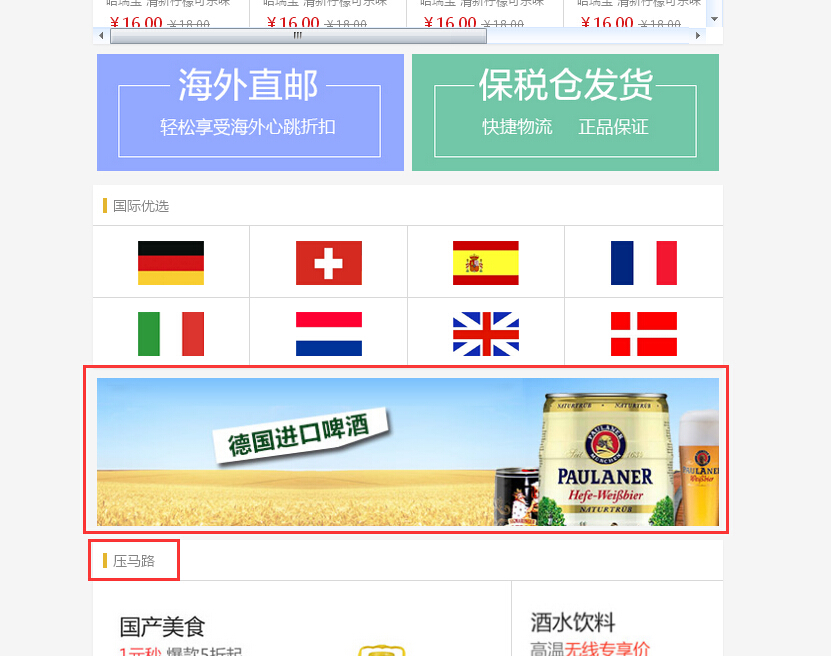 ¥16.00 ¥18.00 ¥16.00 ¥18.00 ¥16.00 ¥18.00 ¥16.00 ¥18.00
海外直邮
轻松享受海外心跳折扣
保税仓发货
快捷物流 正品保证
国际优选
德国进口啤酒
NATURTRÜB NATURTRÜB
PAULANER
MÜNCHEN
PAULANER
Hefe-Weißbier
NATURTRÜB
压马路
国产美食
1元秒 爆款5折起
酒水饮料
高温无线专享价